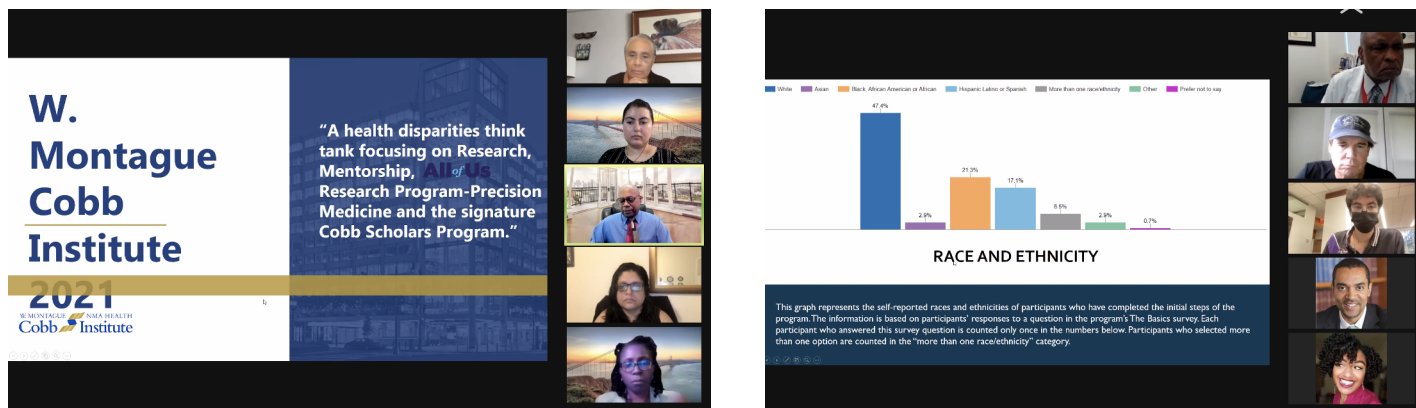 W.
Montague
Cobb
Institute
2021
W. MONTAGUE NMA HEALTH
Cobb Institute
“A health disparities think
tank focusing on Research,
Mentorship, All of Us
Research Program-Precision
Medicine and the signature
Cobb Scholars Program.”
White Asian Black, African American or African Hispanic Latino or Spanish More than one race/ethnicity Other Prefer not to say
47.4%
2.9%
21.3%
17.1%
2.9%
0.7%
RACE AND ETHNICITY
This graph represents the self-reported races and ethnicities of participants who have completed the initial steps of the
program. The information is based on participants’ responses to a question in the program’s The Basics survey. Each
participant who answered this survey question is counted only once in the numbers below. Participants who selected more
than one option are counted in the “more than one race/ethnicity” category.